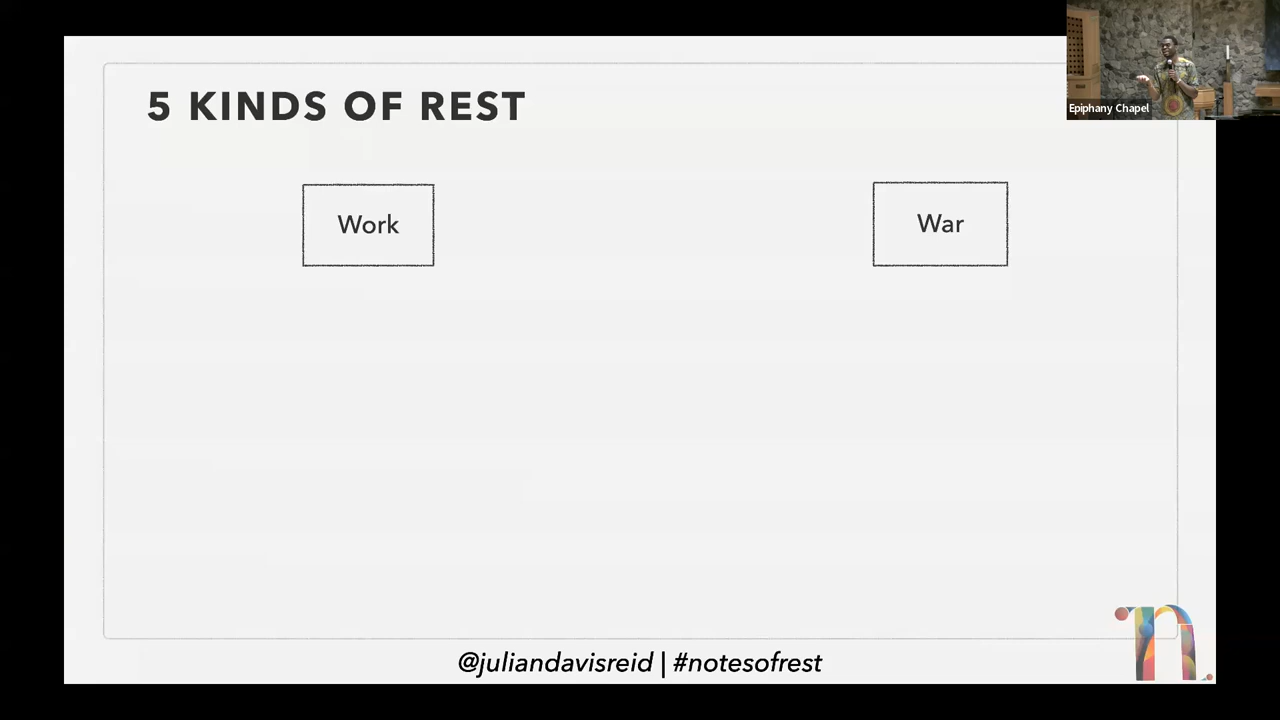 5 KINDS OF REST
Epiphany Chapel
Work
War
@juliandavisreid | #notesofrest
n.